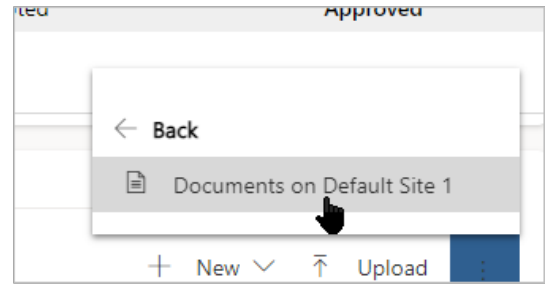 Approved
Back
Documents on Default Site 1
New
Upload